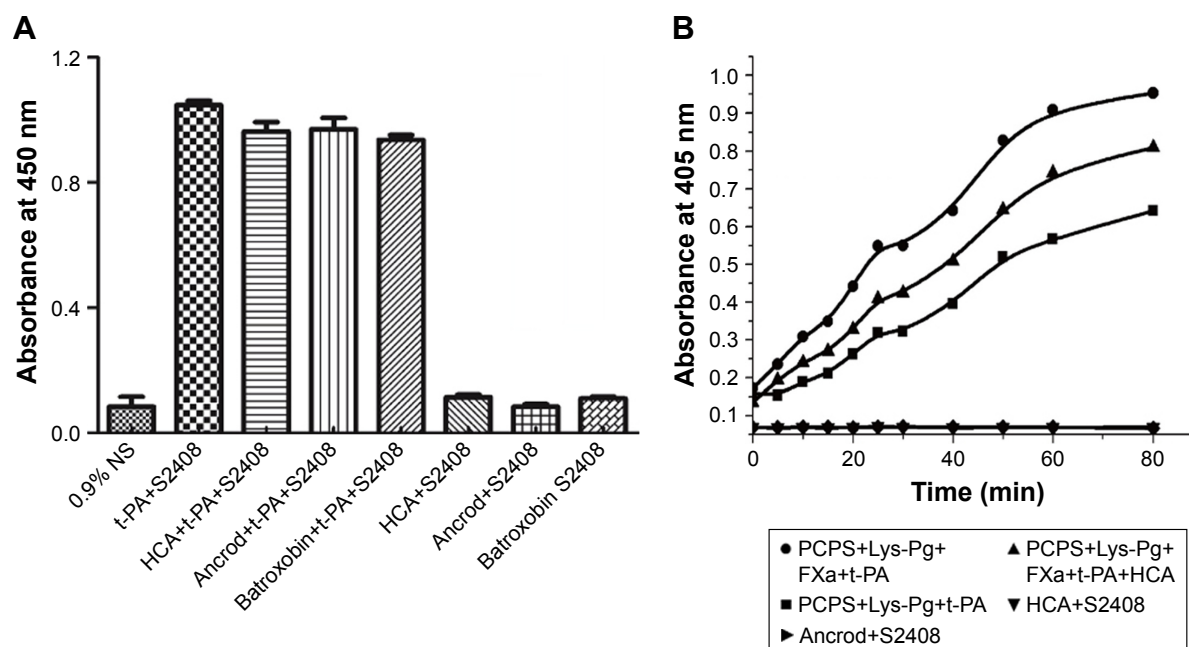 A
Absorbance at 450 nm
1.2
0.8
0.4
0.0
0.9% NS
t-PA+S2408
HCA+t-PA+S2408
Ancrod+t-PA+S2408
Batroxobin+t-PA+S2408
HCA+S2408
Ancrod+S2408
Batroxobin S2408
B
Absorbance at 405 nm
1.0
0.9
0.8
0.7
0.6
0.5
0.4
0.3
0.2
0.1
0 20 40 60 80
Time (min)
PCPS+Lys-Pg+
FXa+t-PA
PCPS+Lys-Pg+
FXa+t-PA+HCA
PCPS+Lys-Pg+t-PA
HCA+S2408
Ancrod+S2408